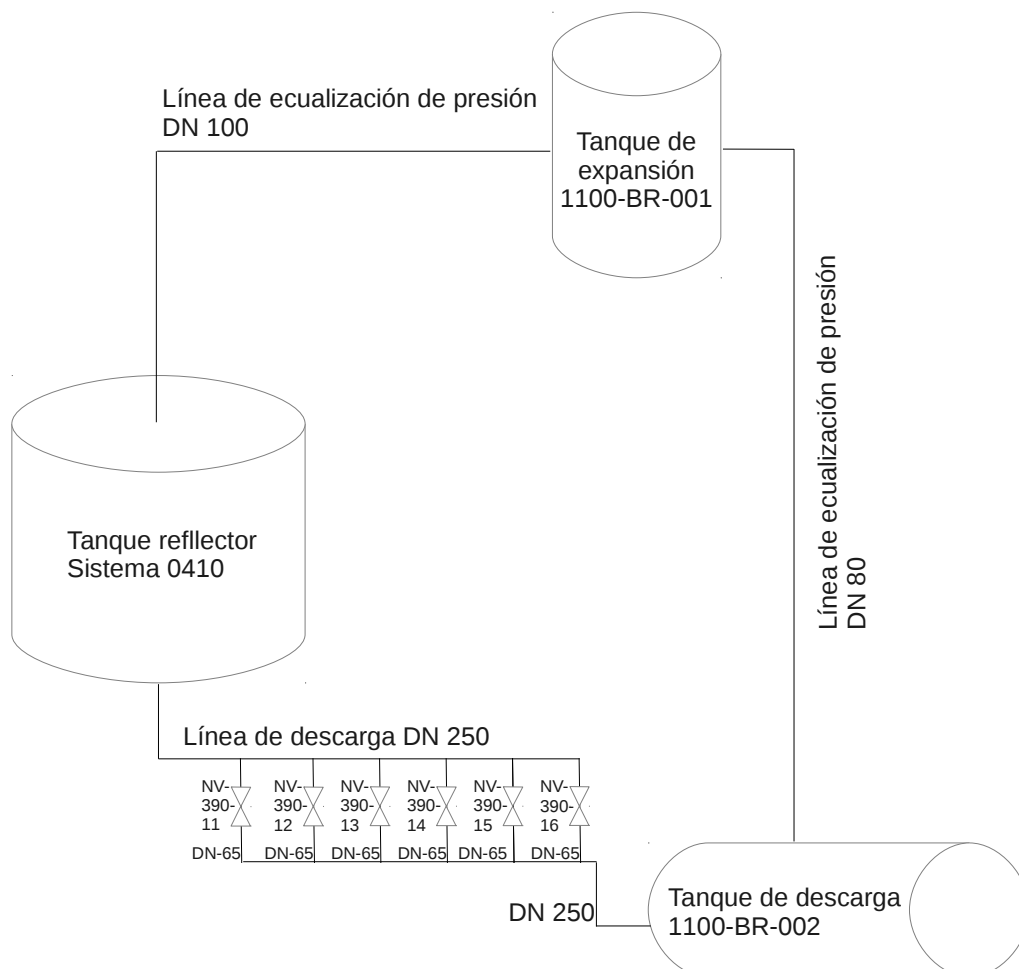 Línea de ecualización de presión
DN 100
Tanque de
expansión
1100-BR-001
Línea de ecualización de presión
DN 80
Tanque refllector
Sistema 0410
Línea de descarga DN 250
NV-
390-
11
NV-
390-
12
NV-
390-
13
NV-
390-
14
NV-
390-
15
NV-
390-
16
DN-65
DN-65
DN-65
DN-65
DN-65
DN-65
DN 250
Tanque de descarga
1100-BR-002